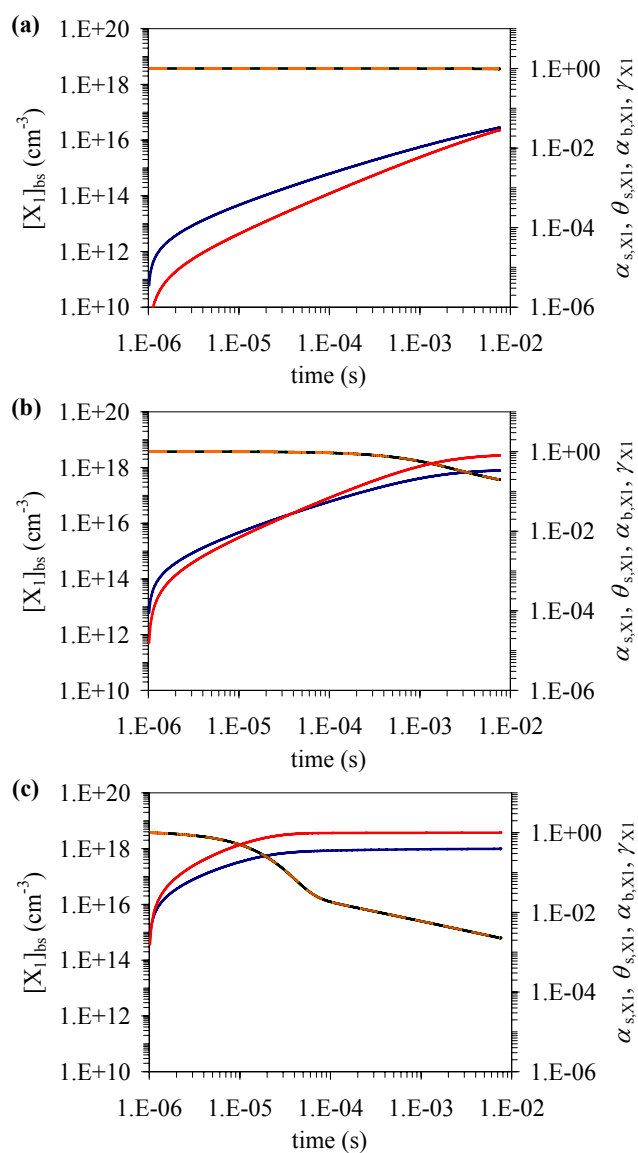 (a)
1.E+20
1.E+18
1.E+16
1.E+14
1.E+12
1.E+10
[X₁]bs (cm⁻³)
1.E+00
1.E-02
1.E-04
1.E-06
αs,X1, θs,X1, αb,X1, γX1
1.E-06 1.E-05 1.E-04 1.E-03 1.E-02
time (s)
(b)
1.E+20
1.E+18
1.E+16
1.E+14
1.E+12
1.E+10
[X₁]bs (cm⁻³)
1.E+00
1.E-02
1.E-04
1.E-06
αs,X1, θs,X1, αb,X1, γX1
1.E-06 1.E-05 1.E-04 1.E-03 1.E-02
time (s)
(c)
1.E+20
1.E+18
1.E+16
1.E+14
1.E+12
1.E+10
[X₁]bs (cm⁻³)
1.E+00
1.E-02
1.E-04
1.E-06
αs,X1, θs,X1, αb,X1, γX1
1.E-06 1.E-05 1.E-04 1.E-03 1.E-02
time (s)